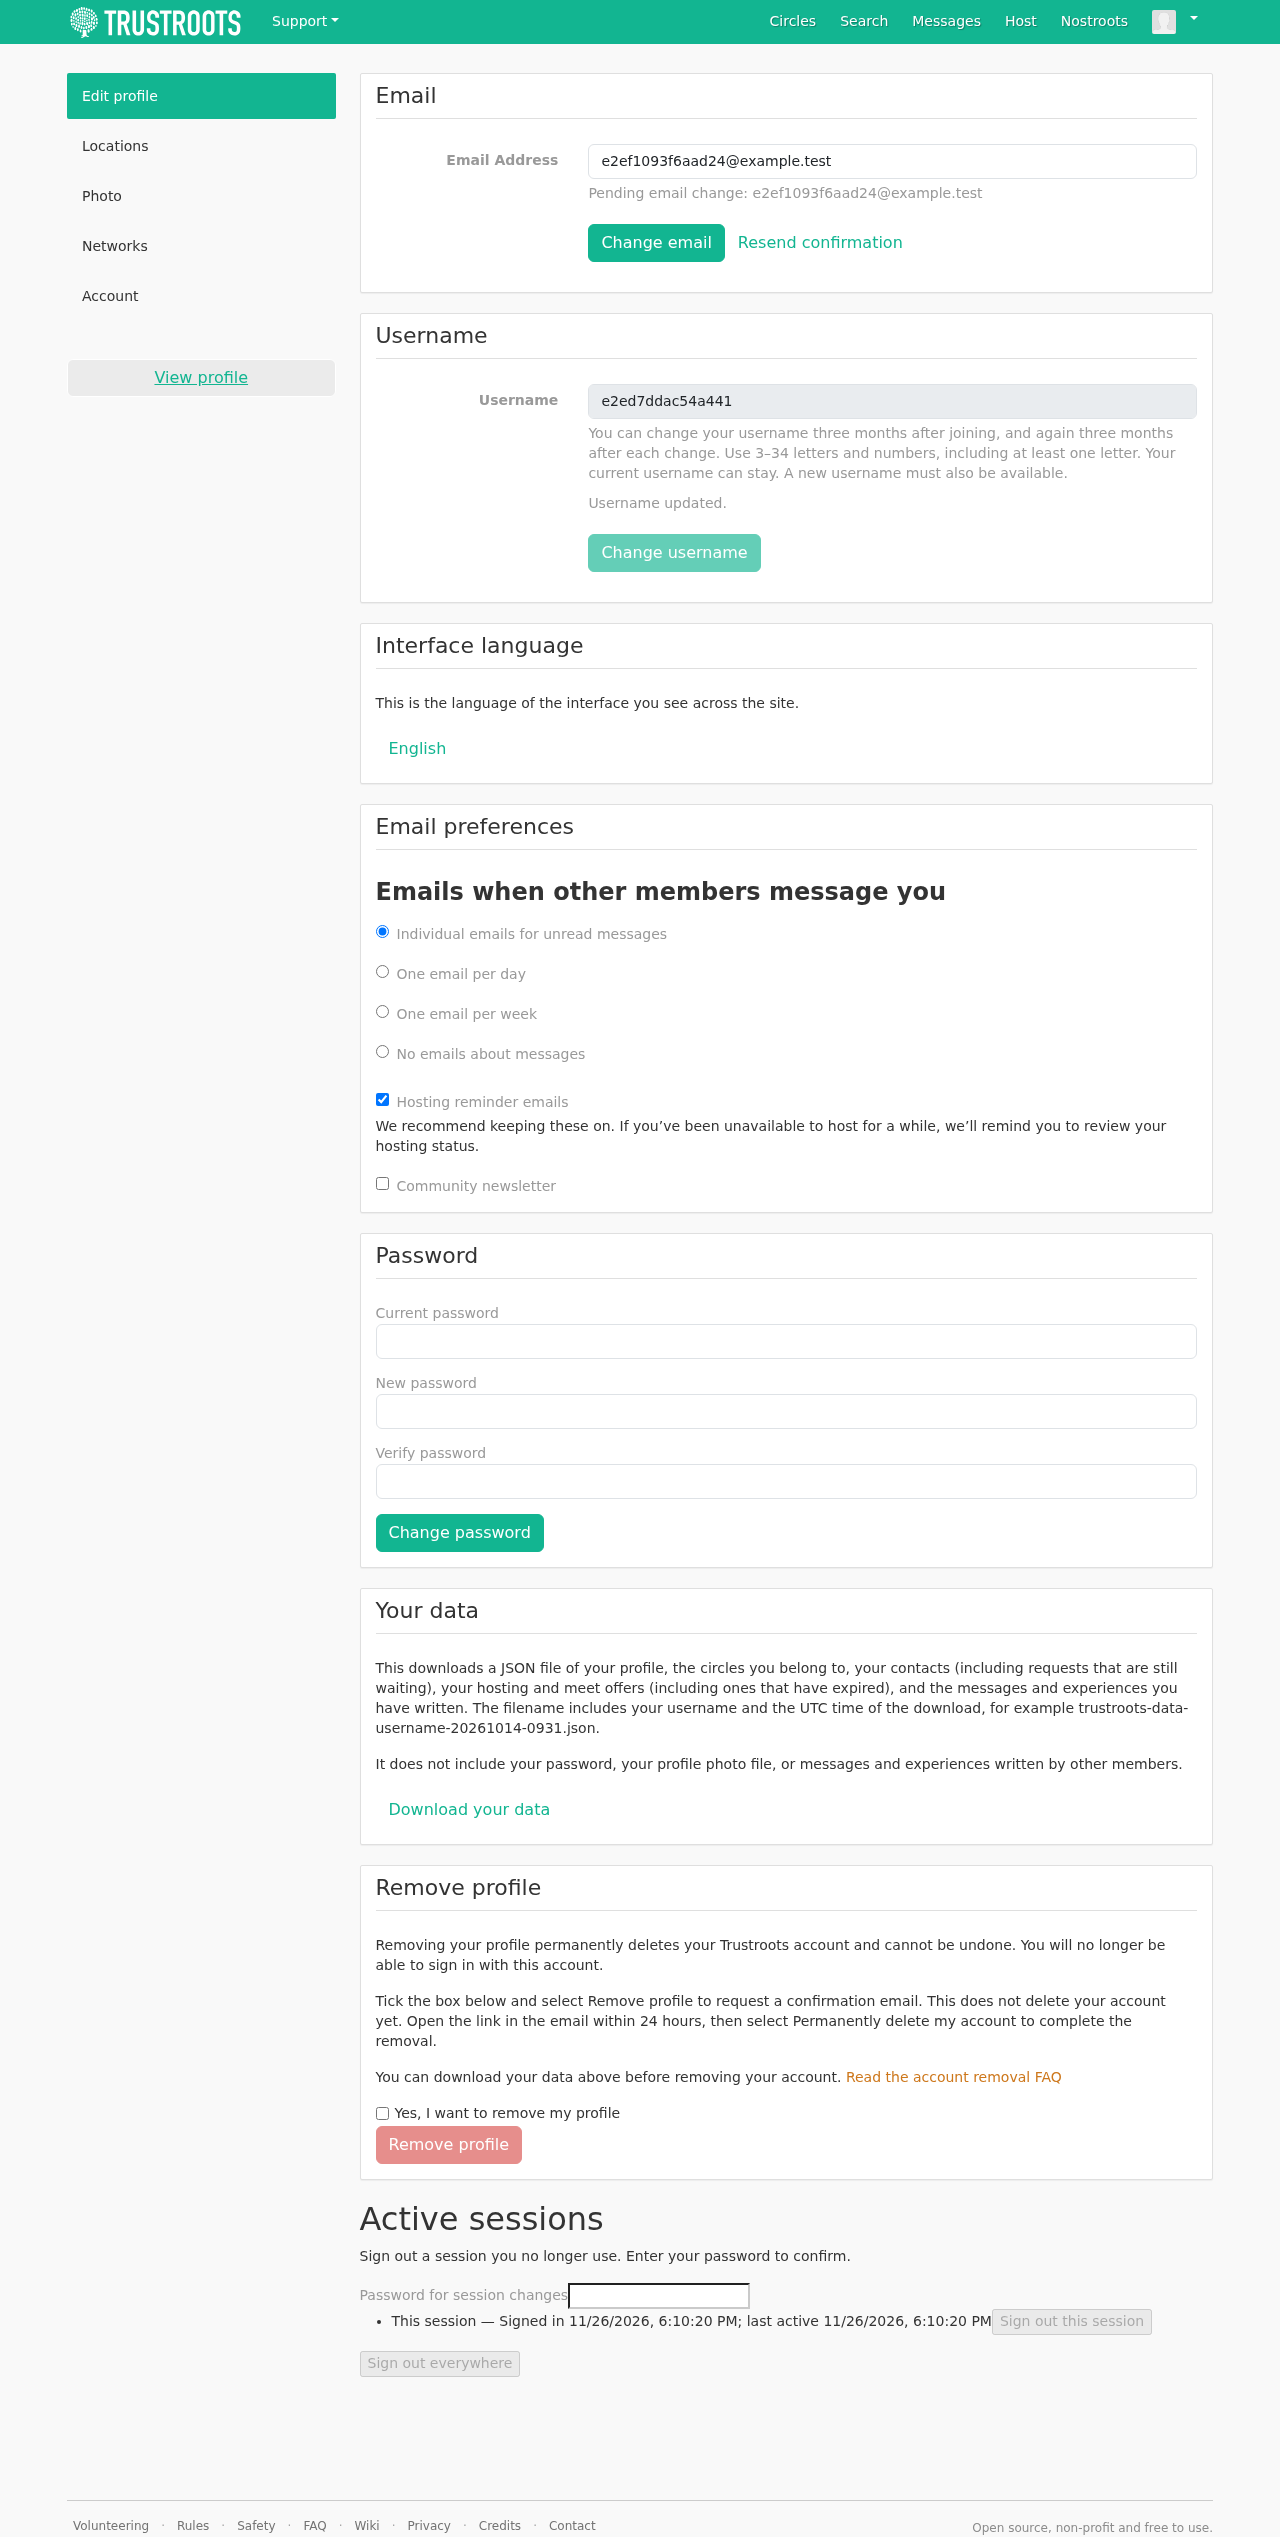 TRUSTROOTS Support Circles Search Messages Host Nostroots
Edit profile
Locations
Photo
Networks
Account
View profile
Email
Email Address e2ef1093f6aad24@example.test
Pending email change: e2ef1093f6aad24@example.test
Change email Resend confirmation
Username
Username e2ed7ddac54a441
You can change your username three months after joining, and again three months
after each change. Use 3–34 letters and numbers, including at least one letter. Your
current username can stay. A new username must also be available.
Username updated.
Change username
Interface language
This is the language of the interface you see across the site.
English
Email preferences
Emails when other members message you
Individual emails for unread messages
One email per day
One email per week
No emails about messages
Hosting reminder emails
We recommend keeping these on. If you’ve been unavailable to host for a while, we’ll remind you to review your
hosting status.
Community newsletter
Password
Current password
New password
Verify password
Change password
Your data
This downloads a JSON file of your profile, the circles you belong to, your contacts (including requests that are still
waiting), your hosting and meet offers (including ones that have expired), and the messages and experiences you
have written. The filename includes your username and the UTC time of the download, for example trustroots-data-
username-20261014-0931.json.
It does not include your password, your profile photo file, or messages and experiences written by other members.
Download your data
Remove profile
Removing your profile permanently deletes your Trustroots account and cannot be undone. You will no longer be
able to sign in with this account.
Tick the box below and select Remove profile to request a confirmation email. This does not delete your account
yet. Open the link in the email within 24 hours, then select Permanently delete my account to complete the
removal.
You can download your data above before removing your account. Read the account removal FAQ
Yes, I want to remove my profile
Remove profile
Active sessions
Sign out a session you no longer use. Enter your password to confirm.
Password for session changes
• This session — Signed in 11/26/2026, 6:10:20 PM; last active 11/26/2026, 6:10:20 PM Sign out this session
Sign out everywhere
Volunteering · Rules · Safety · FAQ · Wiki · Privacy · Credits · Contact Open source, non-profit and free to use.